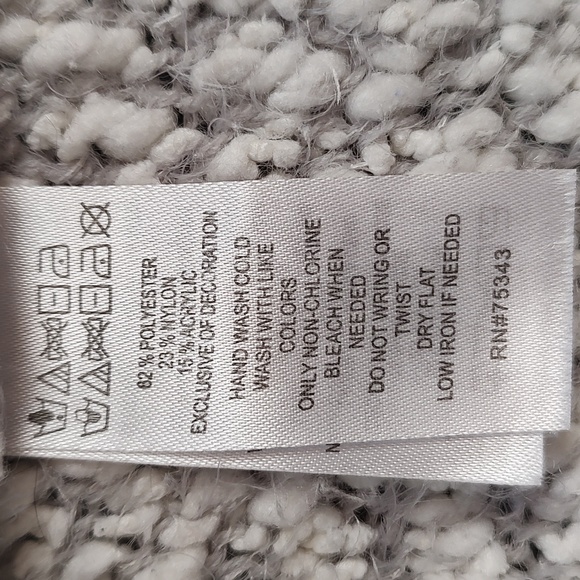 62 % POLYESTER
23 % NYLON
15 % ACRYLIC
EXCLUSIVE OF DECORATION
HAND WASH COLD
WASH WITH LIKE
COLORS
ONLY NON-CHLORINE
BLEACH WHEN
NEEDED
DO NOT WRING OR
TWIST
DRY FLAT
LOW IRON IF NEEDED
RN#75343